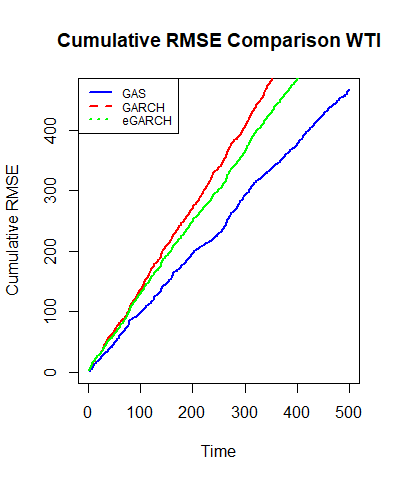 Cumulative RMSE Comparison WTI
GAS
GARCH
eGARCH
Cumulative RMSE
400
300
200
100
0
0 100 200 300 400 500
Time